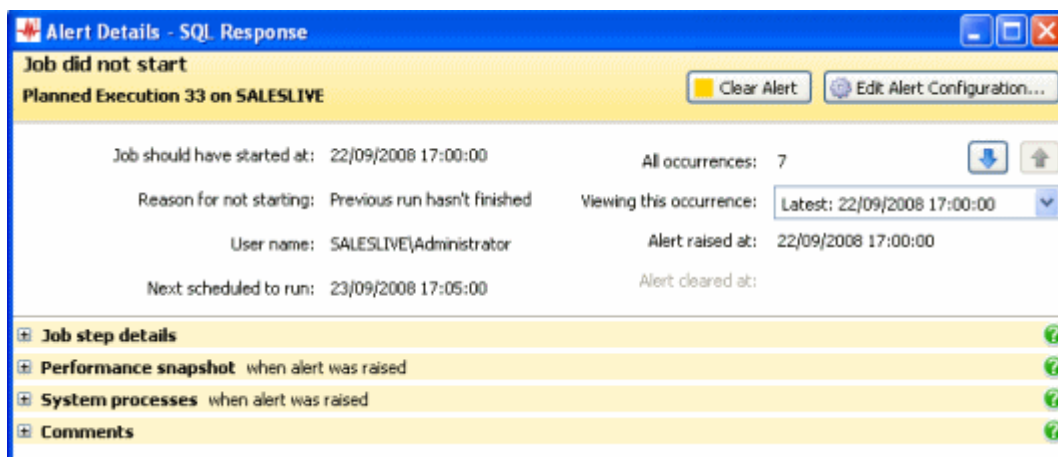 Alert Details - SQL Response
Job did not start
Planned Execution 33 on SALESLIVE
Clear Alert
Edit Alert Configuration...
Job should have started at: 22/09/2008 17:00:00
All occurrences: 7
Reason for not starting: Previous run hasn't finished
Viewing this occurrence: Latest: 22/09/2008 17:00:00
User name: SALESLIVE\Administrator
Alert raised at: 22/09/2008 17:00:00
Next scheduled to run: 23/09/2008 17:05:00
Alert cleared at:
Job step details
Performance snapshot when alert was raised
System processes when alert was raised
Comments